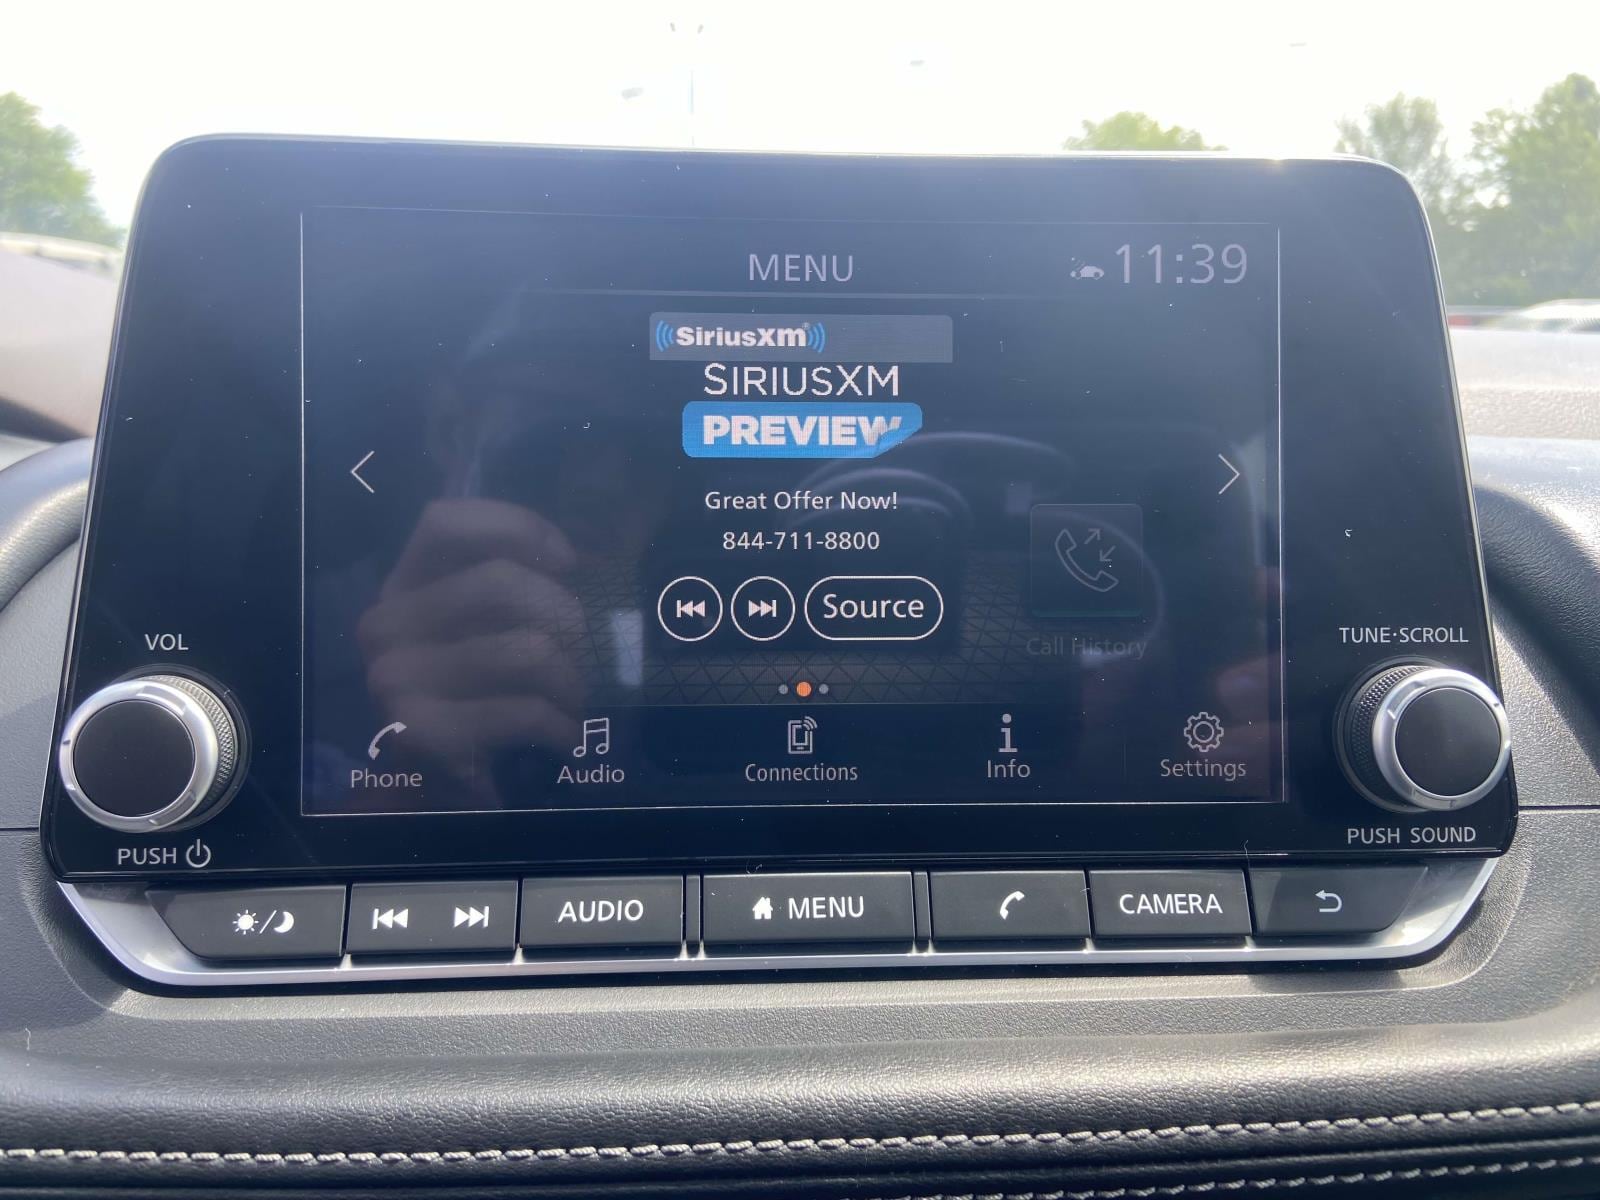 MENU
11:39
SiriusXm
SIRIUSXM
PREVIEW
Great Offer Now!
844-711-8800
Source
Call History
Phone
Audio
Connections
Info
Settings
VOL
PUSH
TUNE·SCROLL
PUSH SOUND
AUDIO
MENU
CAMERA